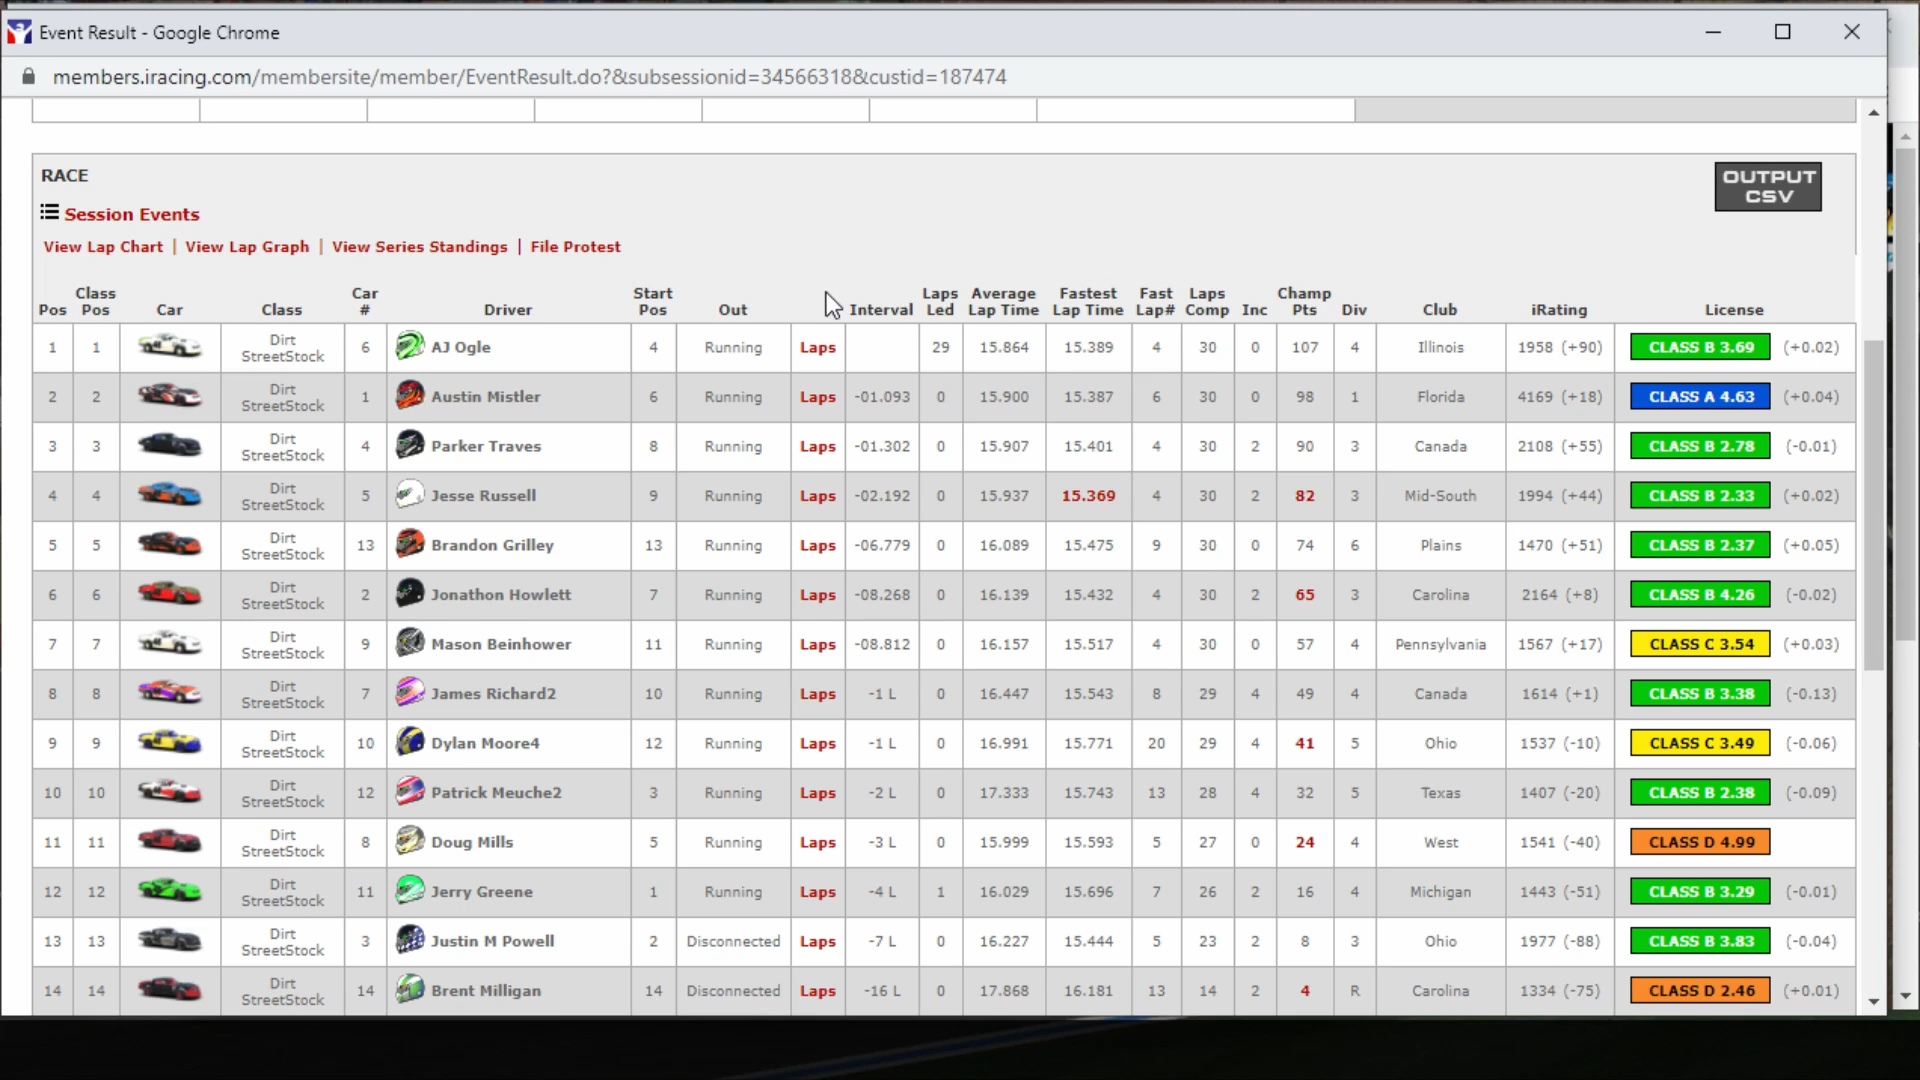 Event Result - Google Chrome
members.iracing.com/membersite/member/EventResult.do?&subsessionid=34566318&custid=187474
RACE
OUTPUT CSV
Session Events
View Lap Chart | View Lap Graph | View Series Standings | File Protest
Pos Class Pos Car Class Car # Driver Start Pos Out Interval Laps Led Average Lap Time Fastest Lap Time Fast Lap# Laps Comp Inc Champ Pts Div Club iRating License
1 1 Dirt StreetStock 6 AJ Ogle 4 Running Laps 29 15.864 15.389 4 30 0 107 4 Illinois 1958 (+90) CLASS B 3.69 (+0.02)
2 2 Dirt StreetStock 1 Austin Mistler 6 Running Laps -01.093 0 15.900 15.387 6 30 0 98 1 Florida 4169 (+18) CLASS A 4.63 (+0.04)
3 3 Dirt StreetStock 4 Parker Traves 8 Running Laps -01.302 0 15.907 15.401 4 30 2 90 3 Canada 2108 (+55) CLASS B 2.78 (-0.01)
4 4 Dirt StreetStock 5 Jesse Russell 9 Running Laps -02.192 0 15.937 15.369 4 30 2 82 3 Mid-South 1994 (+44) CLASS B 2.33 (+0.02)
5 5 Dirt StreetStock 13 Brandon Grilley 13 Running Laps -06.779 0 16.089 15.475 9 30 0 74 6 Plains 1470 (+51) CLASS B 2.37 (+0.05)
6 6 Dirt StreetStock 2 Jonathon Howlett 7 Running Laps -08.268 0 16.139 15.432 4 30 2 65 3 Carolina 2164 (+8) CLASS B 4.26 (-0.02)
7 7 Dirt StreetStock 9 Mason Beinhower 11 Running Laps -08.812 0 16.157 15.517 4 30 0 57 4 Pennsylvania 1567 (+17) CLASS C 3.54 (+0.03)
8 8 Dirt StreetStock 7 James Richard2 10 Running Laps -1 L 0 16.447 15.543 8 29 4 49 4 Canada 1614 (+1) CLASS B 3.38 (-0.13)
9 9 Dirt StreetStock 10 Dylan Moore4 12 Running Laps -1 L 0 16.991 15.771 20 29 4 41 5 Ohio 1537 (-10) CLASS C 3.49 (-0.06)
10 10 Dirt StreetStock 12 Patrick Meuche2 3 Running Laps -2 L 0 17.333 15.743 13 28 4 32 5 Texas 1407 (-20) CLASS B 2.38 (-0.09)
11 11 Dirt StreetStock 8 Doug Mills 5 Running Laps -3 L 0 15.999 15.593 5 27 0 24 4 West 1541 (-40) CLASS D 4.99
12 12 Dirt StreetStock 11 Jerry Greene 1 Running Laps -4 L 1 16.029 15.696 7 26 2 16 4 Michigan 1443 (-51) CLASS B 3.29 (-0.01)
13 13 Dirt StreetStock 3 Justin M Powell 2 Disconnected Laps -7 L 0 16.227 15.444 5 23 2 8 3 Ohio 1977 (-88) CLASS B 3.83 (-0.04)
14 14 Dirt StreetStock 14 Brent Milligan 14 Disconnected Laps -16 L 0 17.868 16.181 13 14 2 4 R Carolina 1334 (-75) CLASS D 2.46 (+0.01)